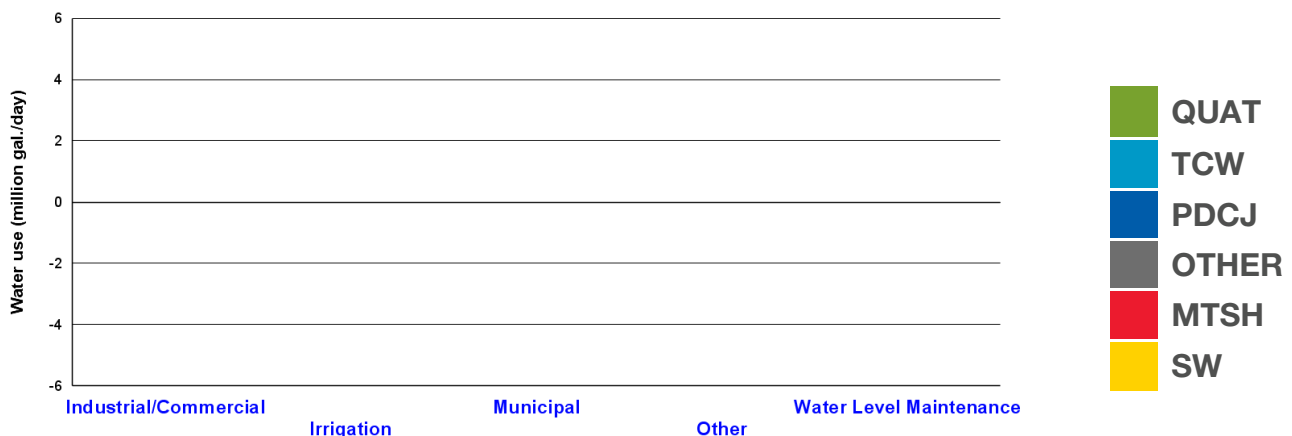 6
4
2
0
-2
-4
-6
Water use (million gal./day)
Industrial/Commercial
Irrigation
Municipal
Other
Water Level Maintenance
QUAT
TCW
PDCJ
OTHER
MTSH
SW